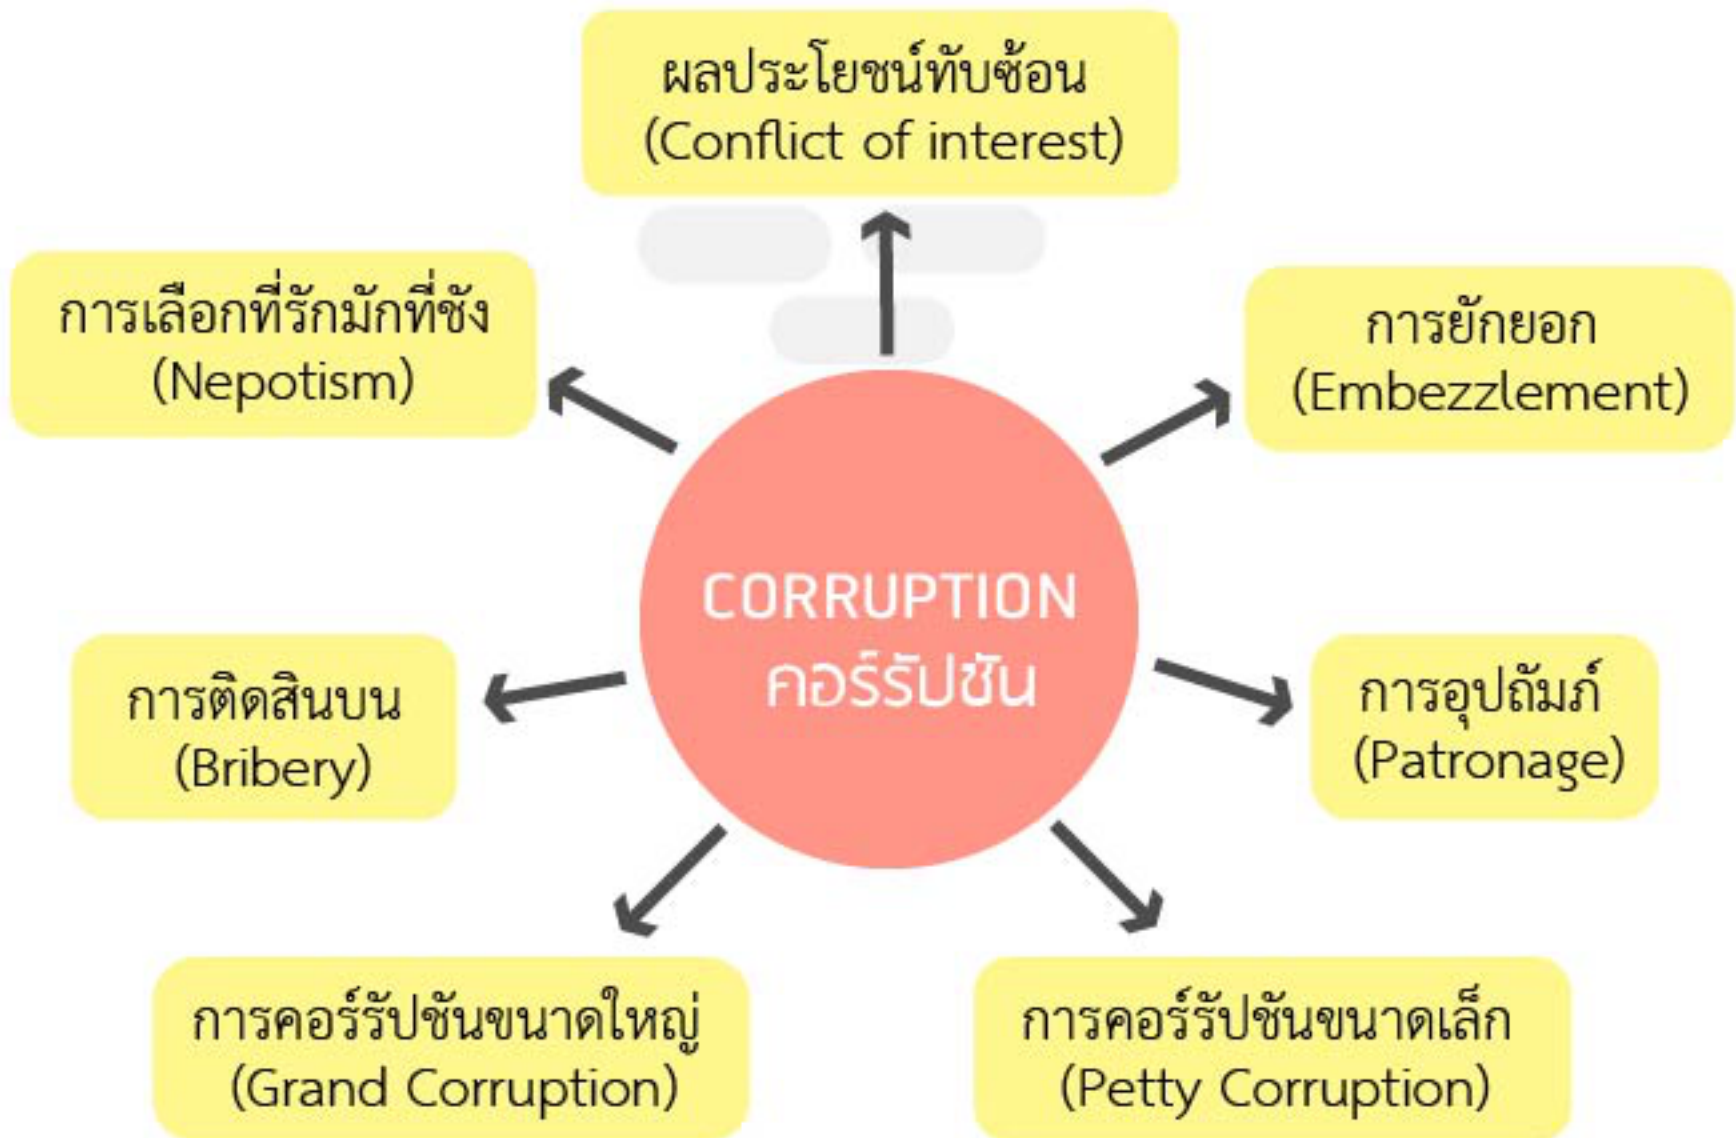 ผลประโยชน์ทับซ้อน
(Conflict of interest)
การเลือกที่รักมักที่ชัง
(Nepotism)
การยักยอก
(Embezzlement)
CORRUPTION
คอร์รัปชัน
การติดสินบน
(Bribery)
การอุปถัมภ์
(Patronage)
การคอร์รัปชันขนาดใหญ่
(Grand Corruption)
การคอร์รัปชันขนาดเล็ก
(Petty Corruption)